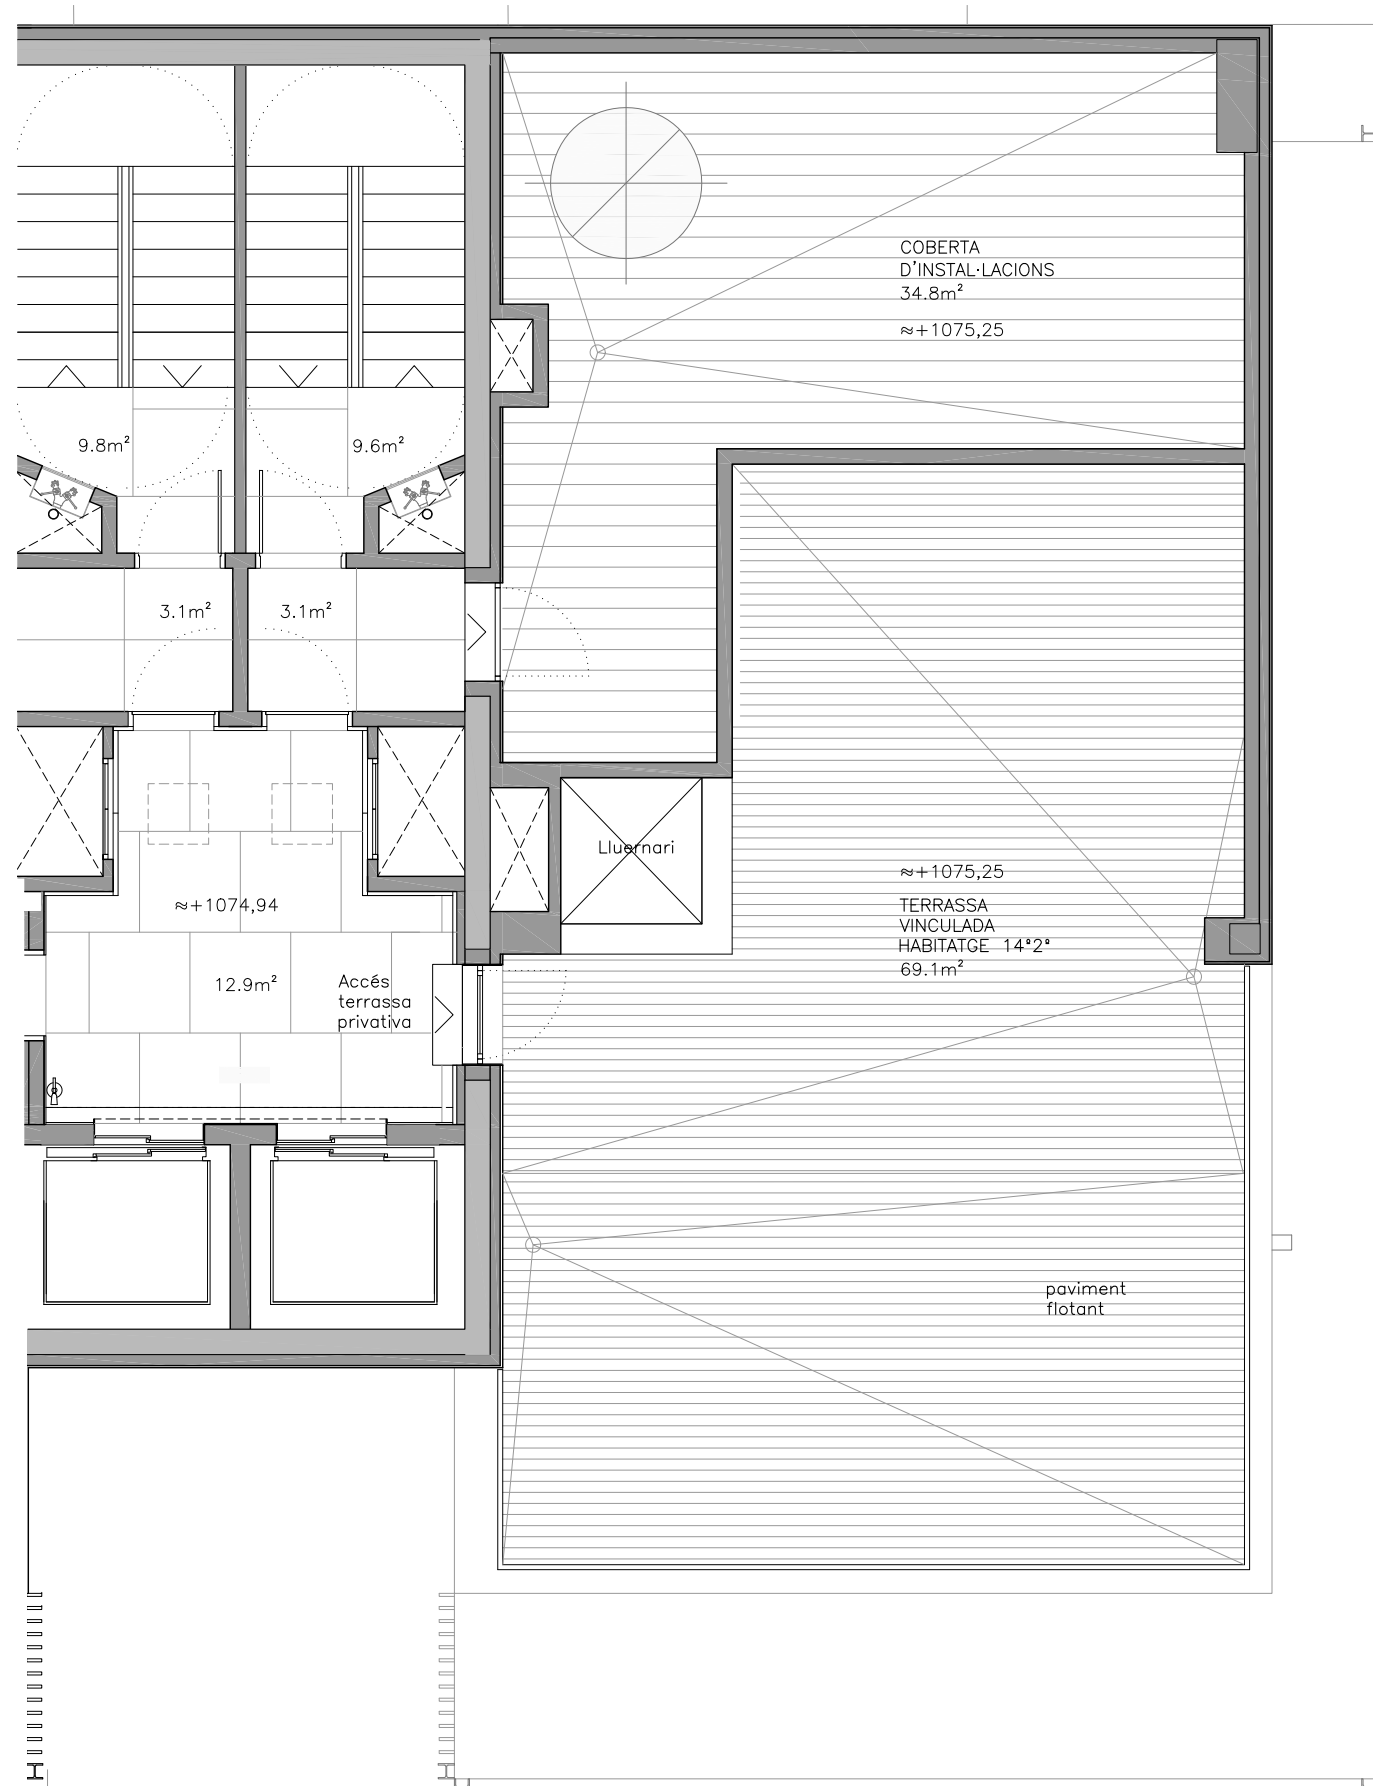 COBERTA
D'INSTAL·LACIONS
34.8m²
≈+1075,25
9.8m²
9.6m²
3.1m²
3.1m²
Lluernari
≈+1075,25
TERRASSA
VINCULADA
HABITATGE 14ª2ª
69.1m²
≈+1074,94
12.9m²
Accés
terrassa
privativa
paviment
flotant